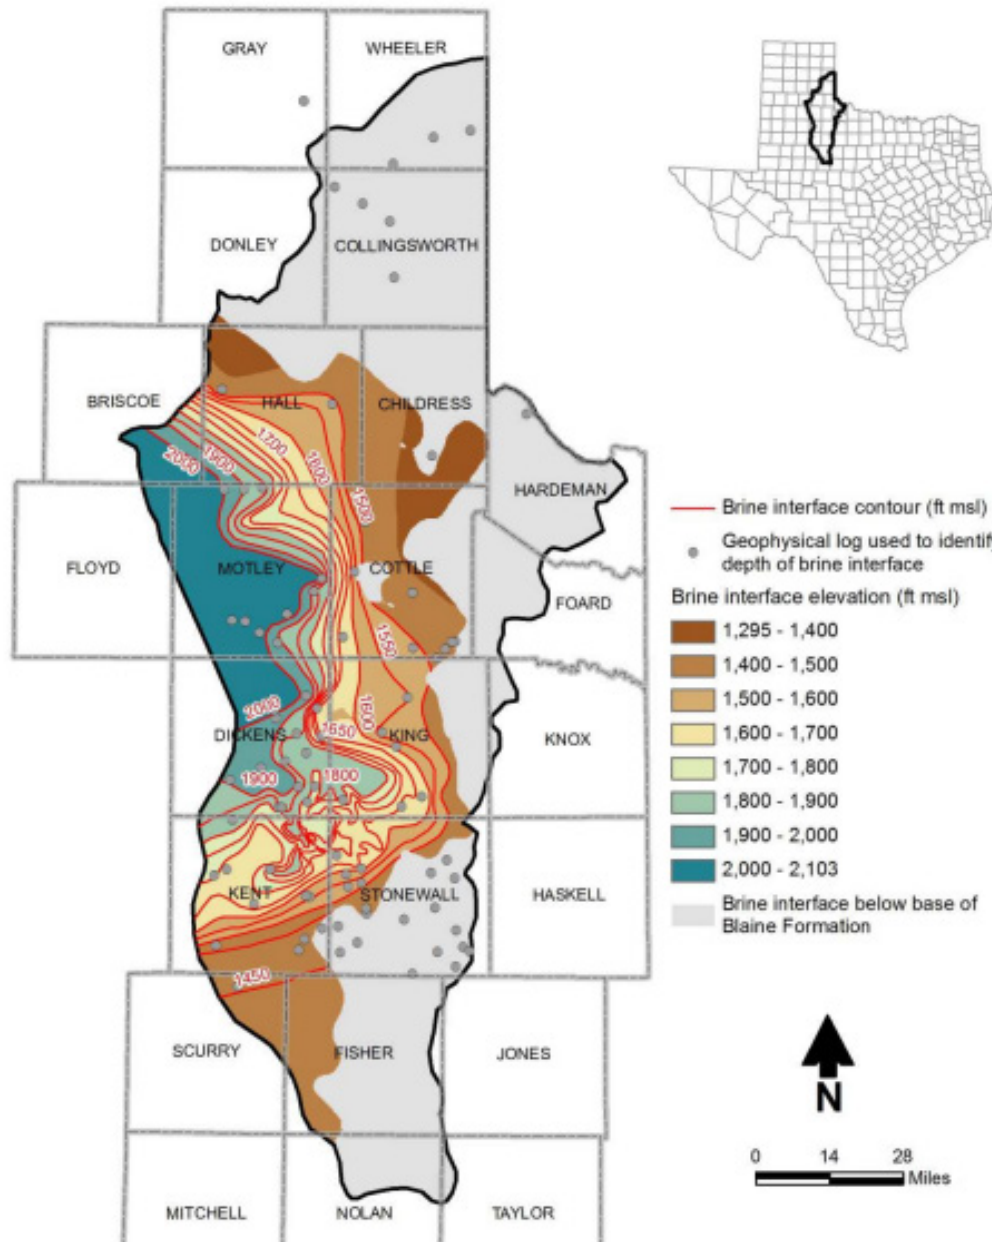 GRAY
WHEELER
DONLEY
COLLINGSWORTH
BRISCOE
HALL
CHILDRESS
2000
1900
1700
1600
1500
HARDEMAN
FLOYD
MOTLEY
COTTLE
FOARD
1550
2000
DICKENS
1650
1600
KING
KNOX
1900
1800
KENT
STONEWALL
HASKELL
1450
SCURRY
FISHER
JONES
MITCHELL
NOLAN
TAYLOR
Brine interface contour (ft msl)
Geophysical log used to identify
depth of brine interface
Brine interface elevation (ft msl)
1,295 - 1,400
1,400 - 1,500
1,500 - 1,600
1,600 - 1,700
1,700 - 1,800
1,800 - 1,900
1,900 - 2,000
2,000 - 2,103
Brine interface below base of
Blaine Formation
N
0 14 28
Miles